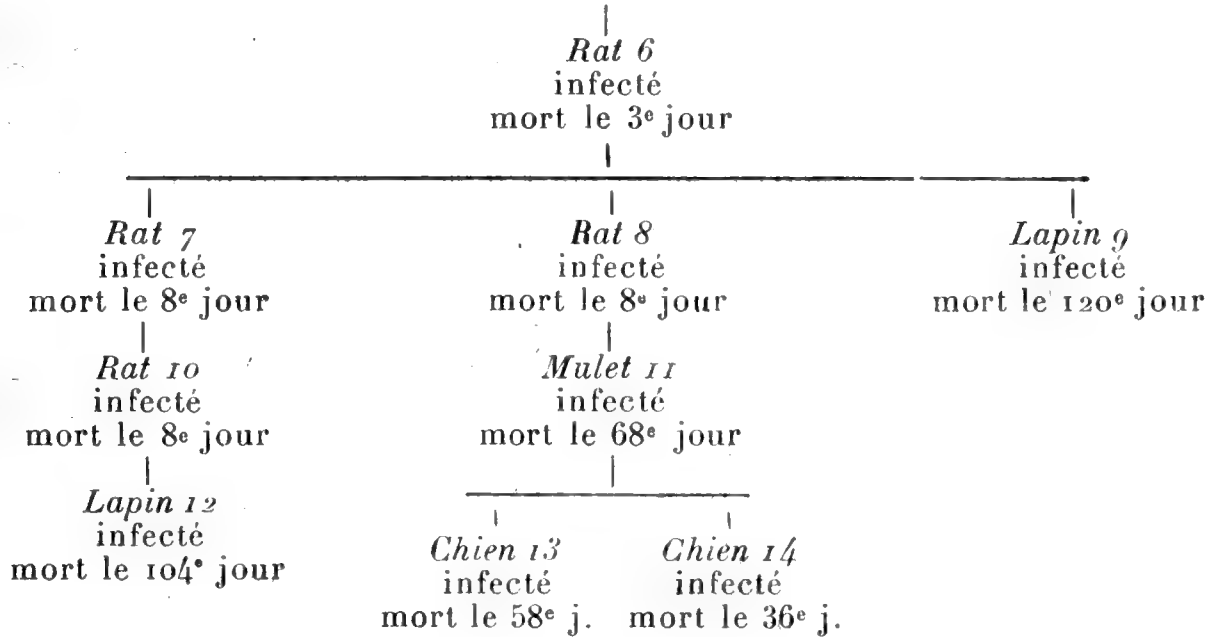 Rat 6
infecté
mort le 3e jour
Rat 7
infecté
mort le 8e jour
Rat 8
infecté
mort le 8e jour
Lapin 9
infecté
mort le 120e jour
Rat 10
infecté
mort le 8e jour
Mulet 11
infecté
mort le 68e jour
Lapin 12
infecté
mort le 104e jour
Chien 13
infecté
mort le 58e j.
Chien 14
infecté
mort le 36e j.